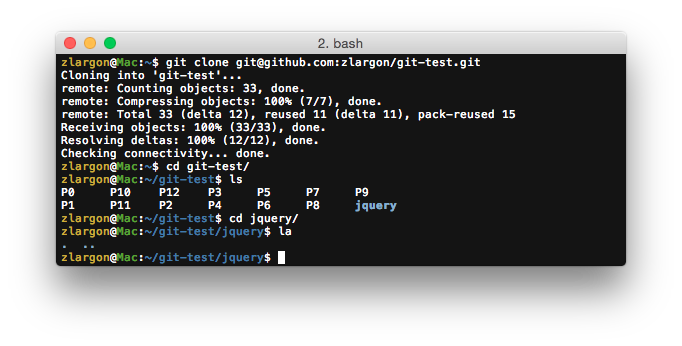 2. bash
zlargon@Mac:~$ git clone git@github.com:zlargon/git-test.git
Cloning into 'git-test'...
remote: Counting objects: 33, done.
remote: Compressing objects: 100% (7/7), done.
remote: Total 33 (delta 12), reused 11 (delta 11), pack-reused 15
Receiving objects: 100% (33/33), done.
Resolving deltas: 100% (12/12), done.
Checking connectivity... done.
zlargon@Mac:~$ cd git-test/
zlargon@Mac:~/git-test$ ls
P0 P10 P12 P3 P5 P7 P9
P1 P11 P2 P4 P6 P8 jquery
zlargon@Mac:~/git-test$ cd jquery/
zlargon@Mac:~/git-test/jquery$ la
. ..
zlargon@Mac:~/git-test/jquery$